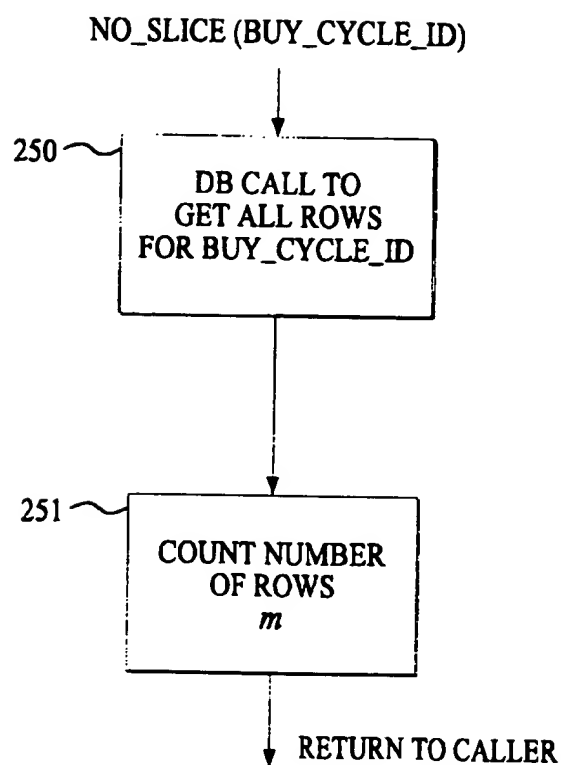 NO_SLICE (BUY_CYCLE_ID)
250
DB CALL TO
GET ALL ROWS
FOR BUY_CYCLE_ID
251
COUNT NUMBER
OF ROWS
m
RETURN TO CALLER